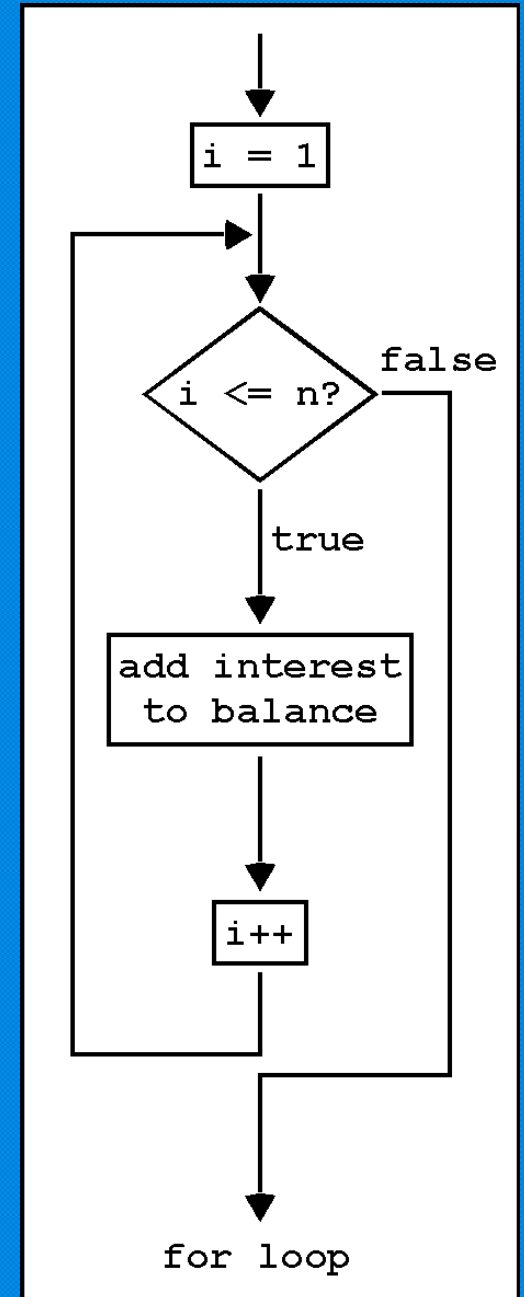 i = 1
i <= n?
false
true
add interest
to balance
i++
for loop